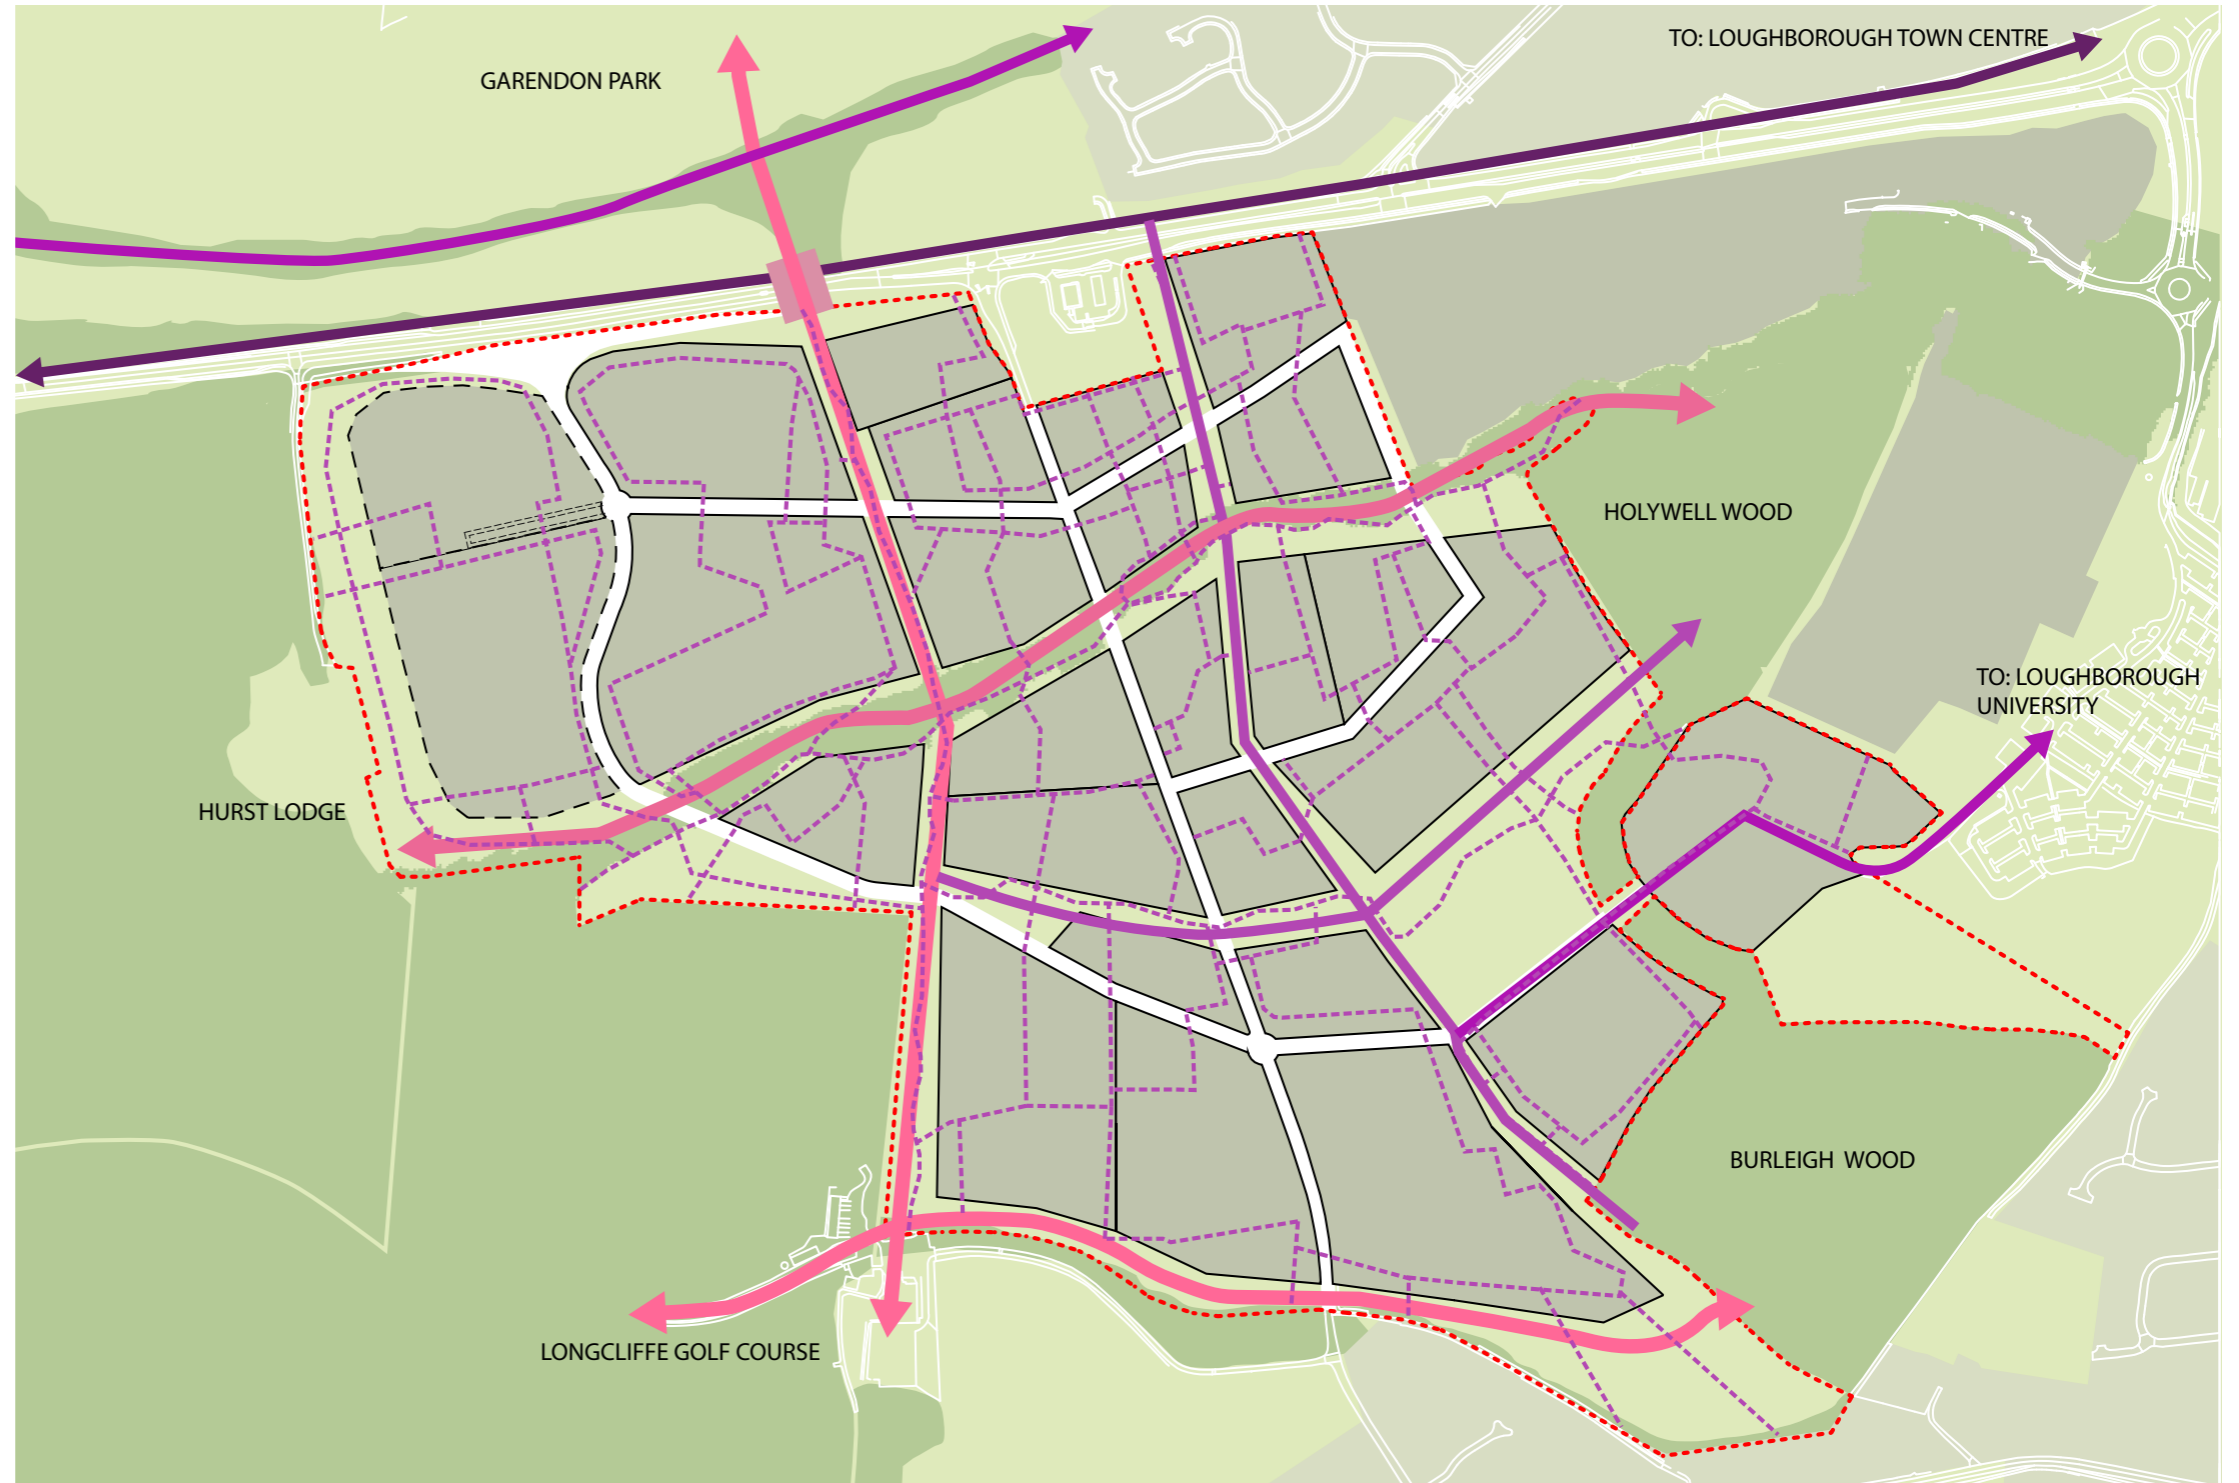 TO: LOUGHBOROUGH TOWN CENTRE
GARENDON PARK
HOLYWELL WOOD
TO: LOUGHBOROUGH
UNIVERSITY
HURST LODGE
BURLEIGH WOOD
LONGCLIFFE GOLF COURSE